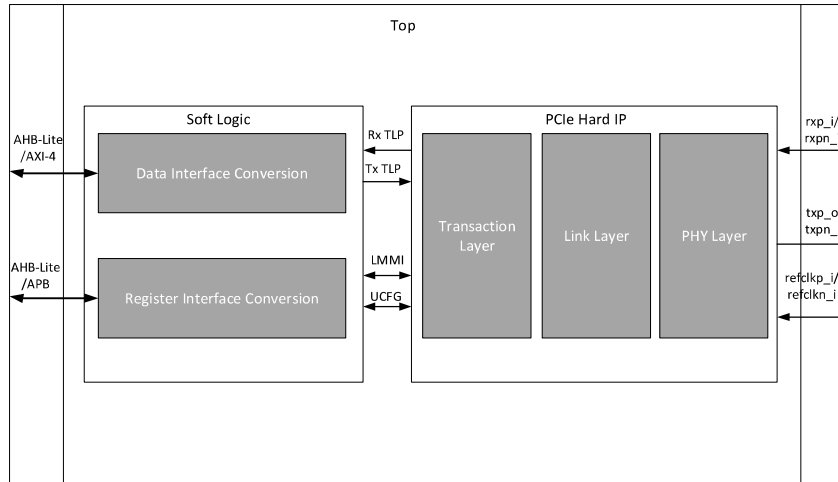 Top
Soft Logic
PCIe Hard IP
AHB-Lite
/AXI-4
Data Interface Conversion
Rx TLP
Tx TLP
Transaction
Layer
Link Layer
PHY Layer
rxp_i/
rxpn_
txp_o
txpn_
AHB-Lite
/APB
Register Interface Conversion
LMMI
UCFG
refclkp_i/
refclkn_i